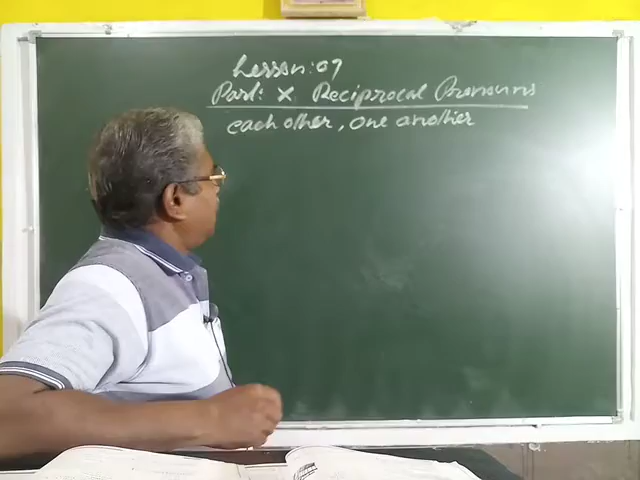 Lesson: 07
Part: X Reciprocal Pronouns
each other, one another